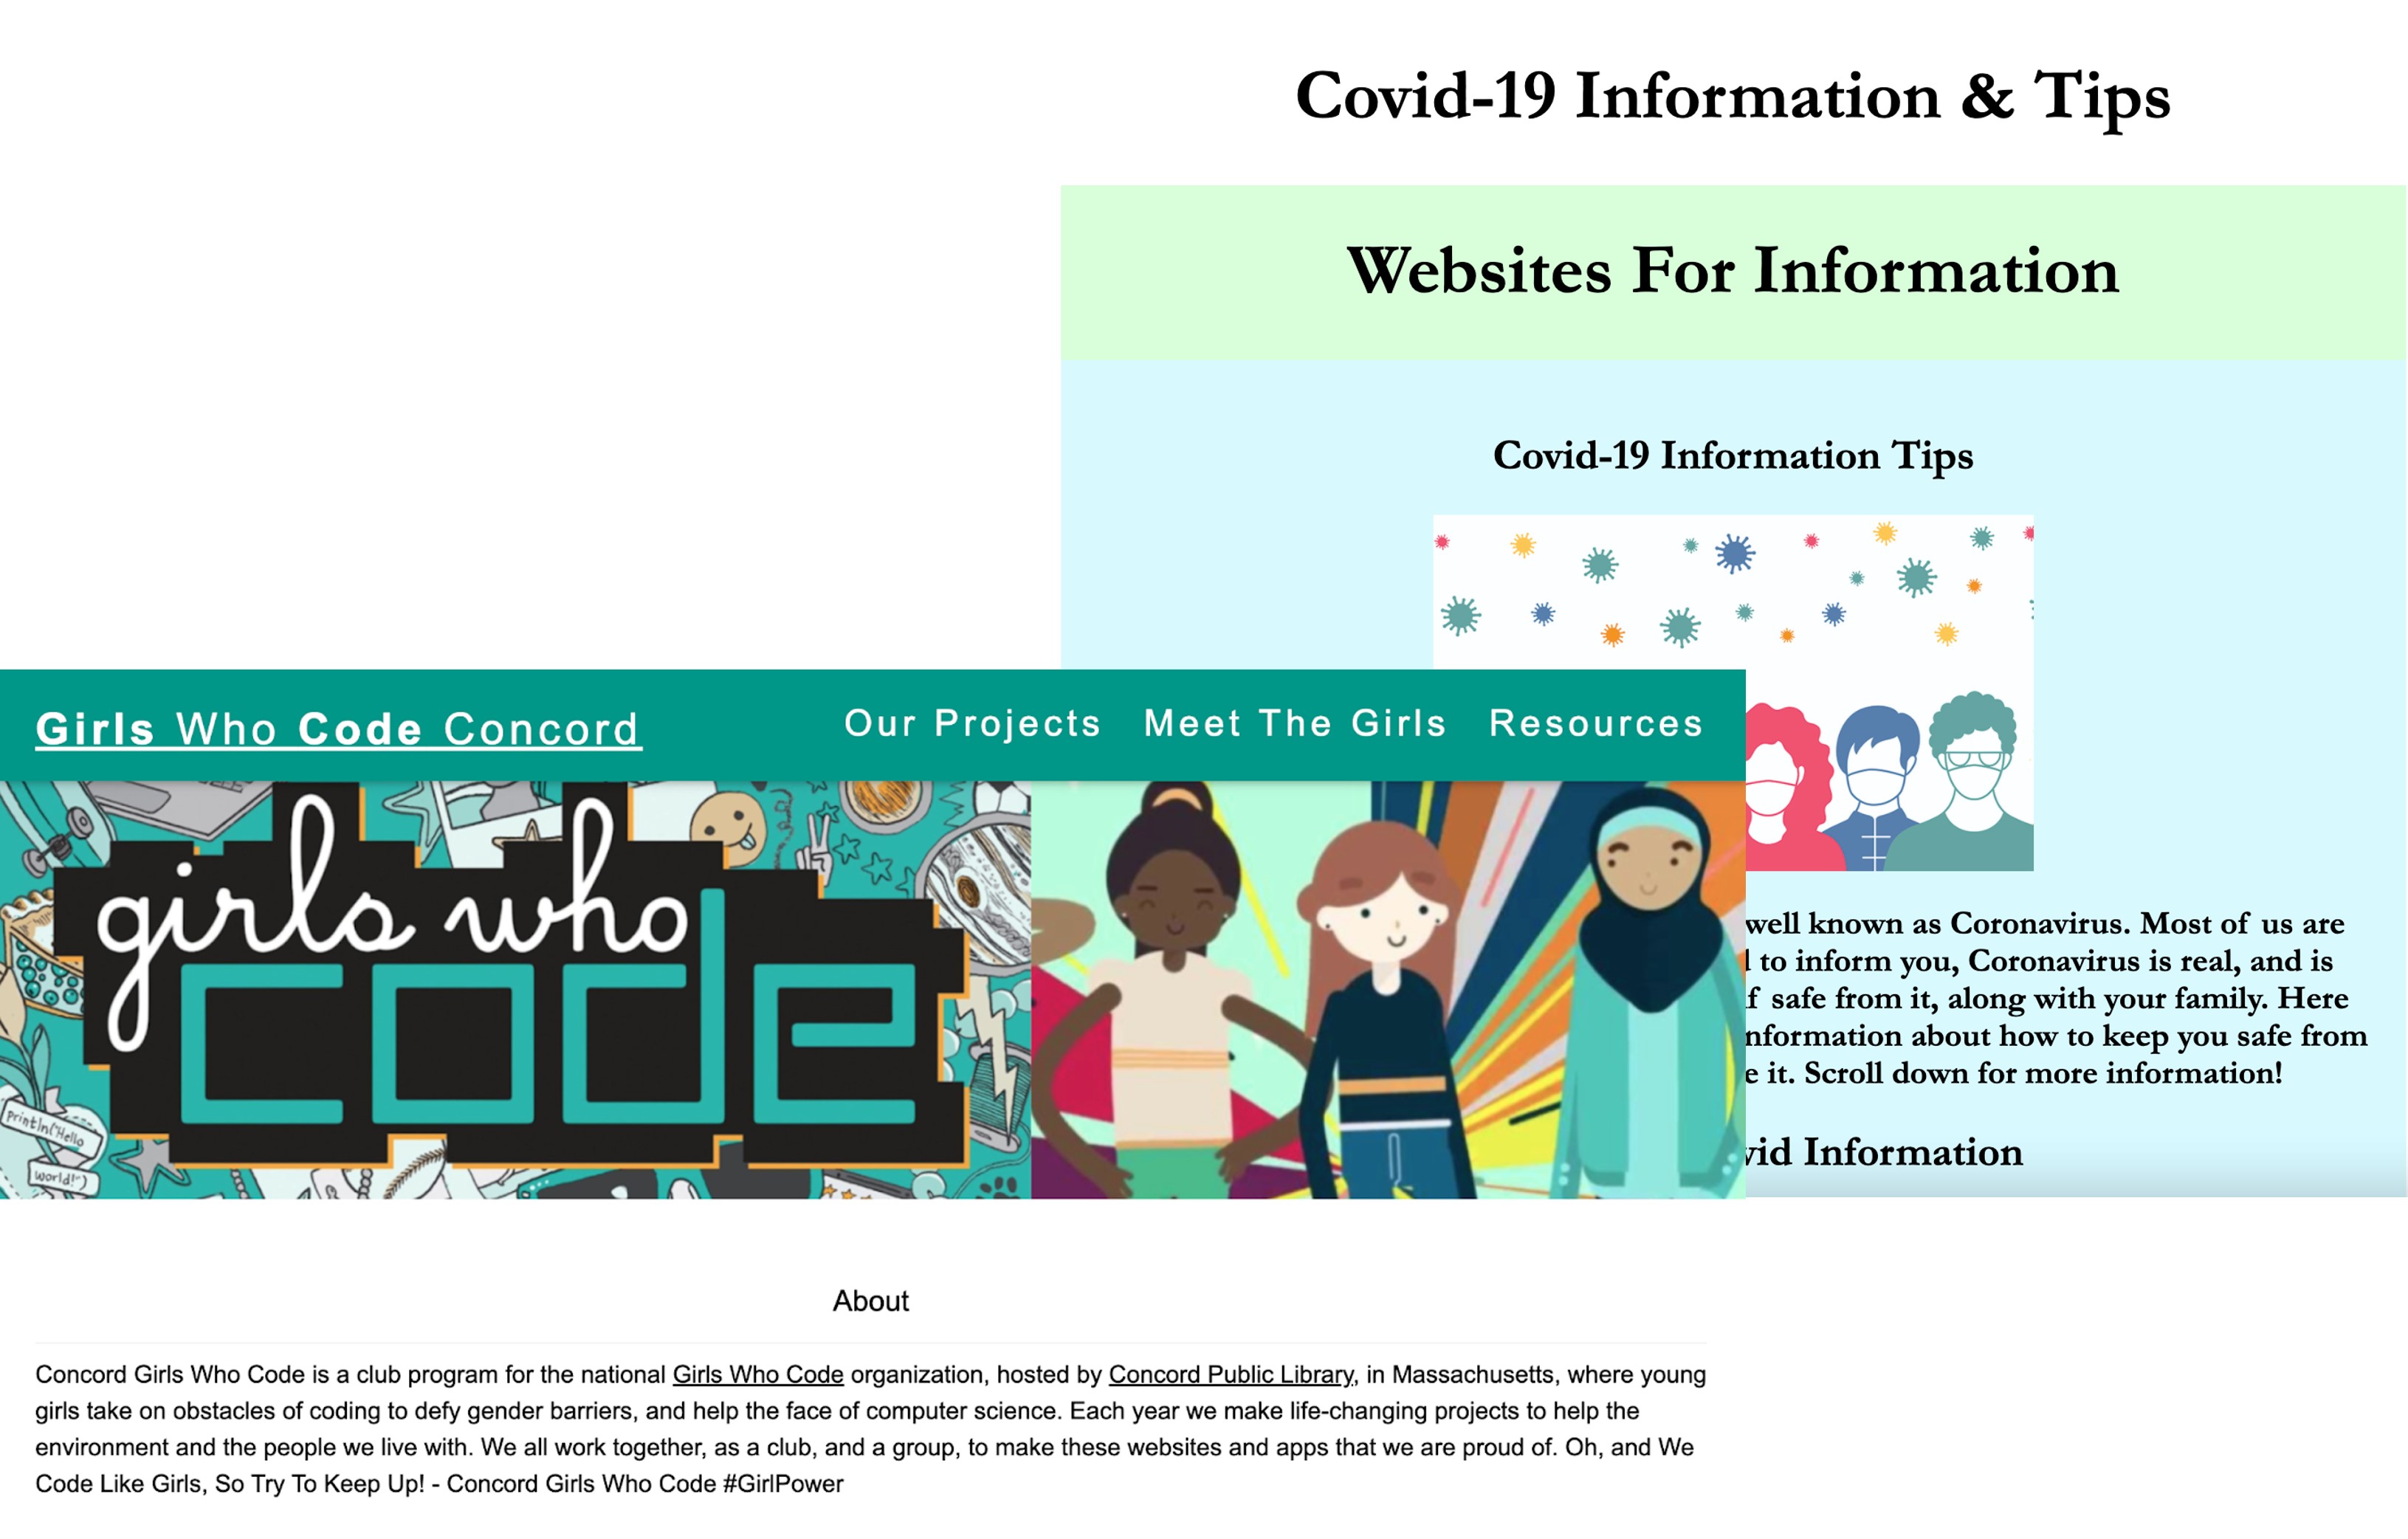 Covid-19 Information & Tips
Websites For Information
Covid-19 Information Tips
Girls Who Code Concord
Our Projects Meet The Girls Resources
girls who
code
println("Hello
world!")
well known as Coronavirus. Most of us are
to inform you, Coronavirus is real, and is
safe from it, along with your family. Here
nformation about how to keep you safe from
e it. Scroll down for more information!
vid Information
About
Concord Girls Who Code is a club program for the national Girls Who Code organization, hosted by Concord Public Library, in Massachusetts, where young
girls take on obstacles of coding to defy gender barriers, and help the face of computer science. Each year we make life-changing projects to help the
environment and the people we live with. We all work together, as a club, and a group, to make these websites and apps that we are proud of. Oh, and We
Code Like Girls, So Try To Keep Up! - Concord Girls Who Code #GirlPower